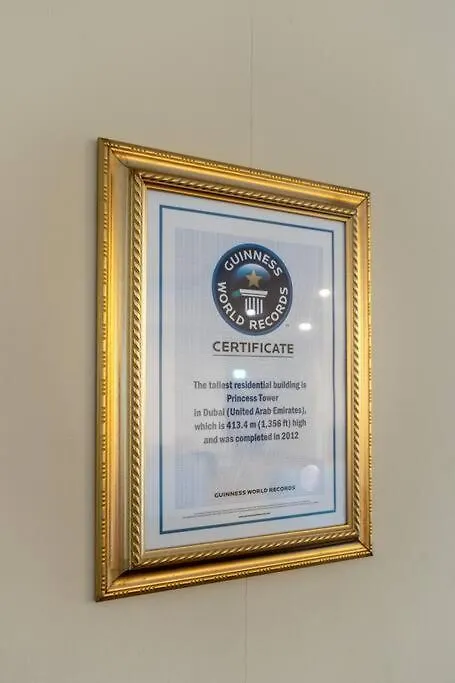 GUINNESS
WORLD RECORDS
CERTIFICATE
The tallest residential building is
Princess Tower
in Dubai (United Arab Emirates),
which is 413.4 m (1,356 ft) high
and was completed in 2012
GUINNESS WORLD RECORDS